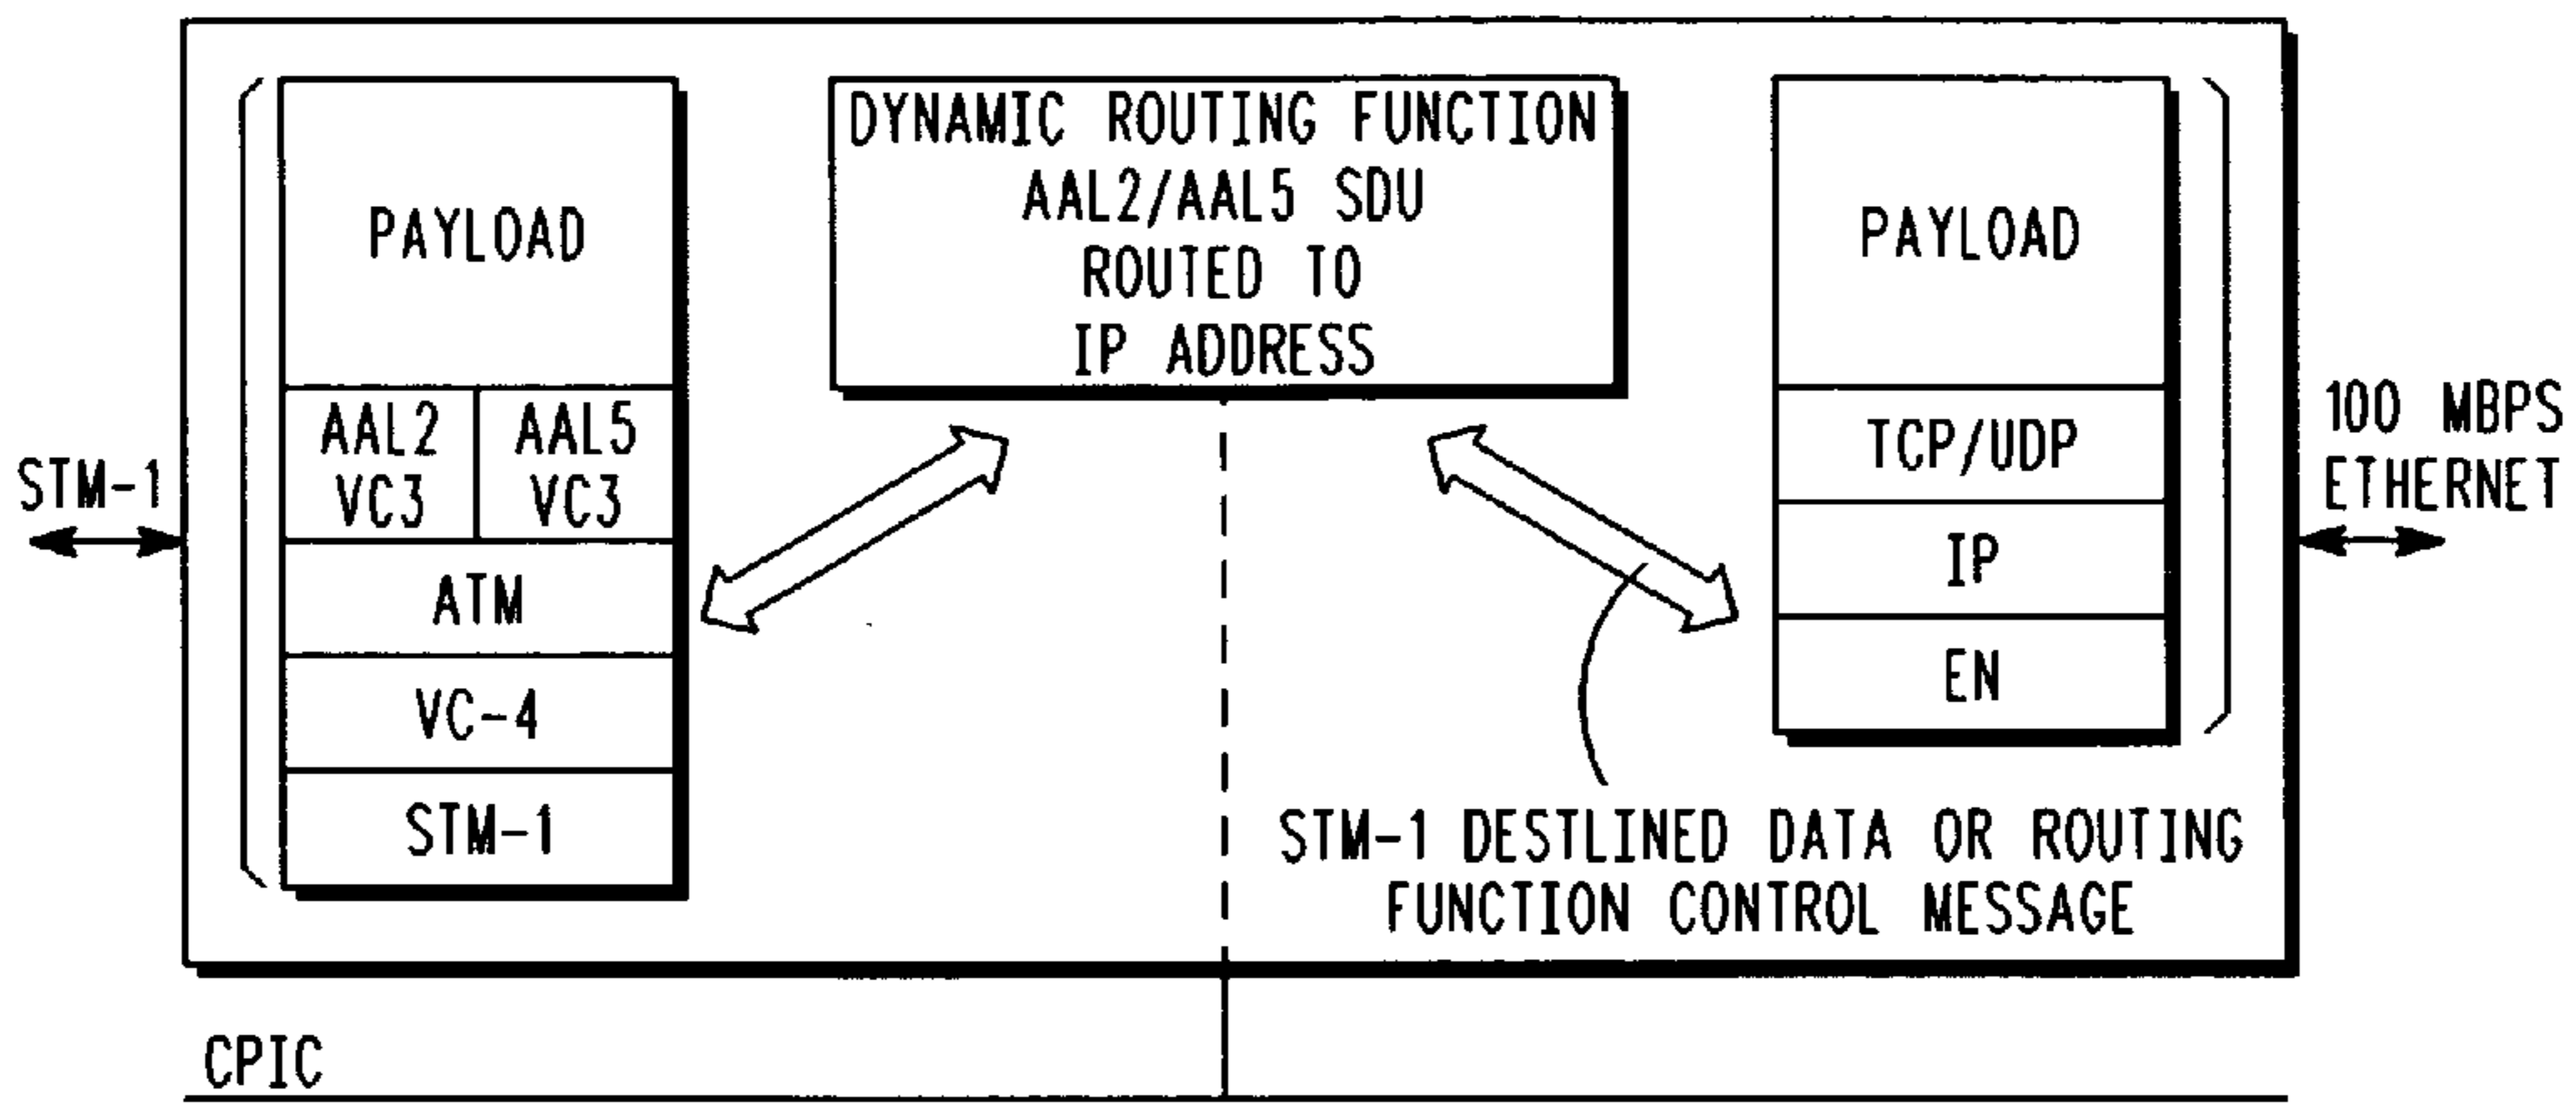 STM-1
PAYLOAD
AAL2
VC3
AAL5
VC3
ATM
VC-4
STM-1
DYNAMIC ROUTING FUNCTION
AAL2/AAL5 SDU
ROUTED TO
IP ADDRESS
PAYLOAD
TCP/UDP
IP
EN
100 MBPS
ETHERNET
STM-1 DESTLINED DATA OR ROUTING
FUNCTION CONTROL MESSAGE
CPIC